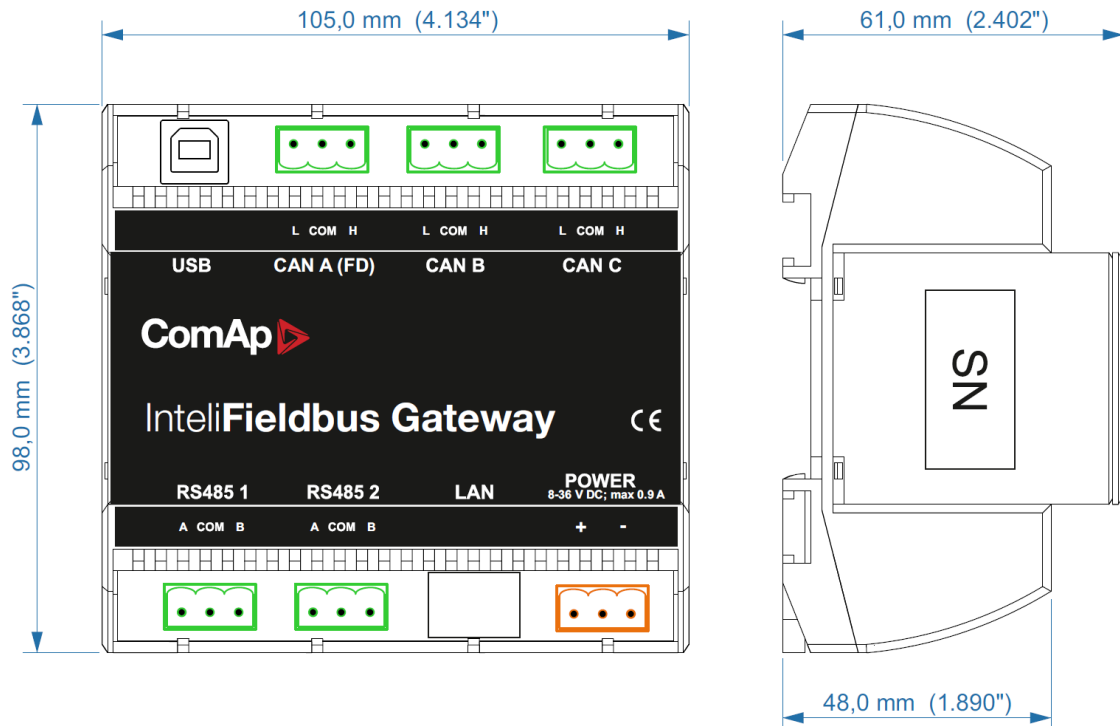 105,0 mm (4.134")
61,0 mm (2.402")
98,0 mm (3.868")
L COM H
L COM H
L COM H
USB
CAN A (FD)
CAN B
CAN C
ComAp
InteliFieldbus Gateway
CE
SN
RS485 1
RS485 2
LAN
POWER
8-36 V DC; max 0.9 A
A COM B
A COM B
+ -
48,0 mm (1.890")